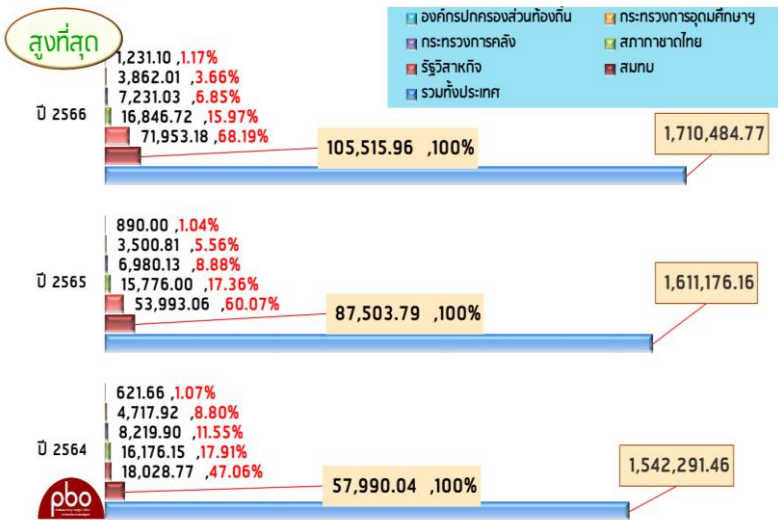 สูงที่สุด
องค์กรปกครองส่วนท้องถิ่น
กระทรวงการอุดมศึกษาฯ
กระทรวงการคลัง
สภากาชาดไทย
รัฐวิสาหกิจ
สมทบ
รวมทั้งประเทศ
ปี 2566
1,231.10 ,1.17%
3,862.01 ,3.66%
7,231.03 ,6.85%
16,846.72 ,15.97%
71,953.18 ,68.19%
105,515.96 ,100%
1,710,484.77
ปี 2565
890.00 ,1.04%
3,500.81 ,5.56%
6,980.13 ,8.88%
15,776.00 ,17.36%
53,993.06 ,60.07%
87,503.79 ,100%
1,611,176.16
ปี 2564
621.66 ,1.07%
4,717.92 ,8.80%
8,219.90 ,11.55%
16,176.15 ,17.91%
18,028.77 ,47.06%
57,990.04 ,100%
1,542,291.46
pbo